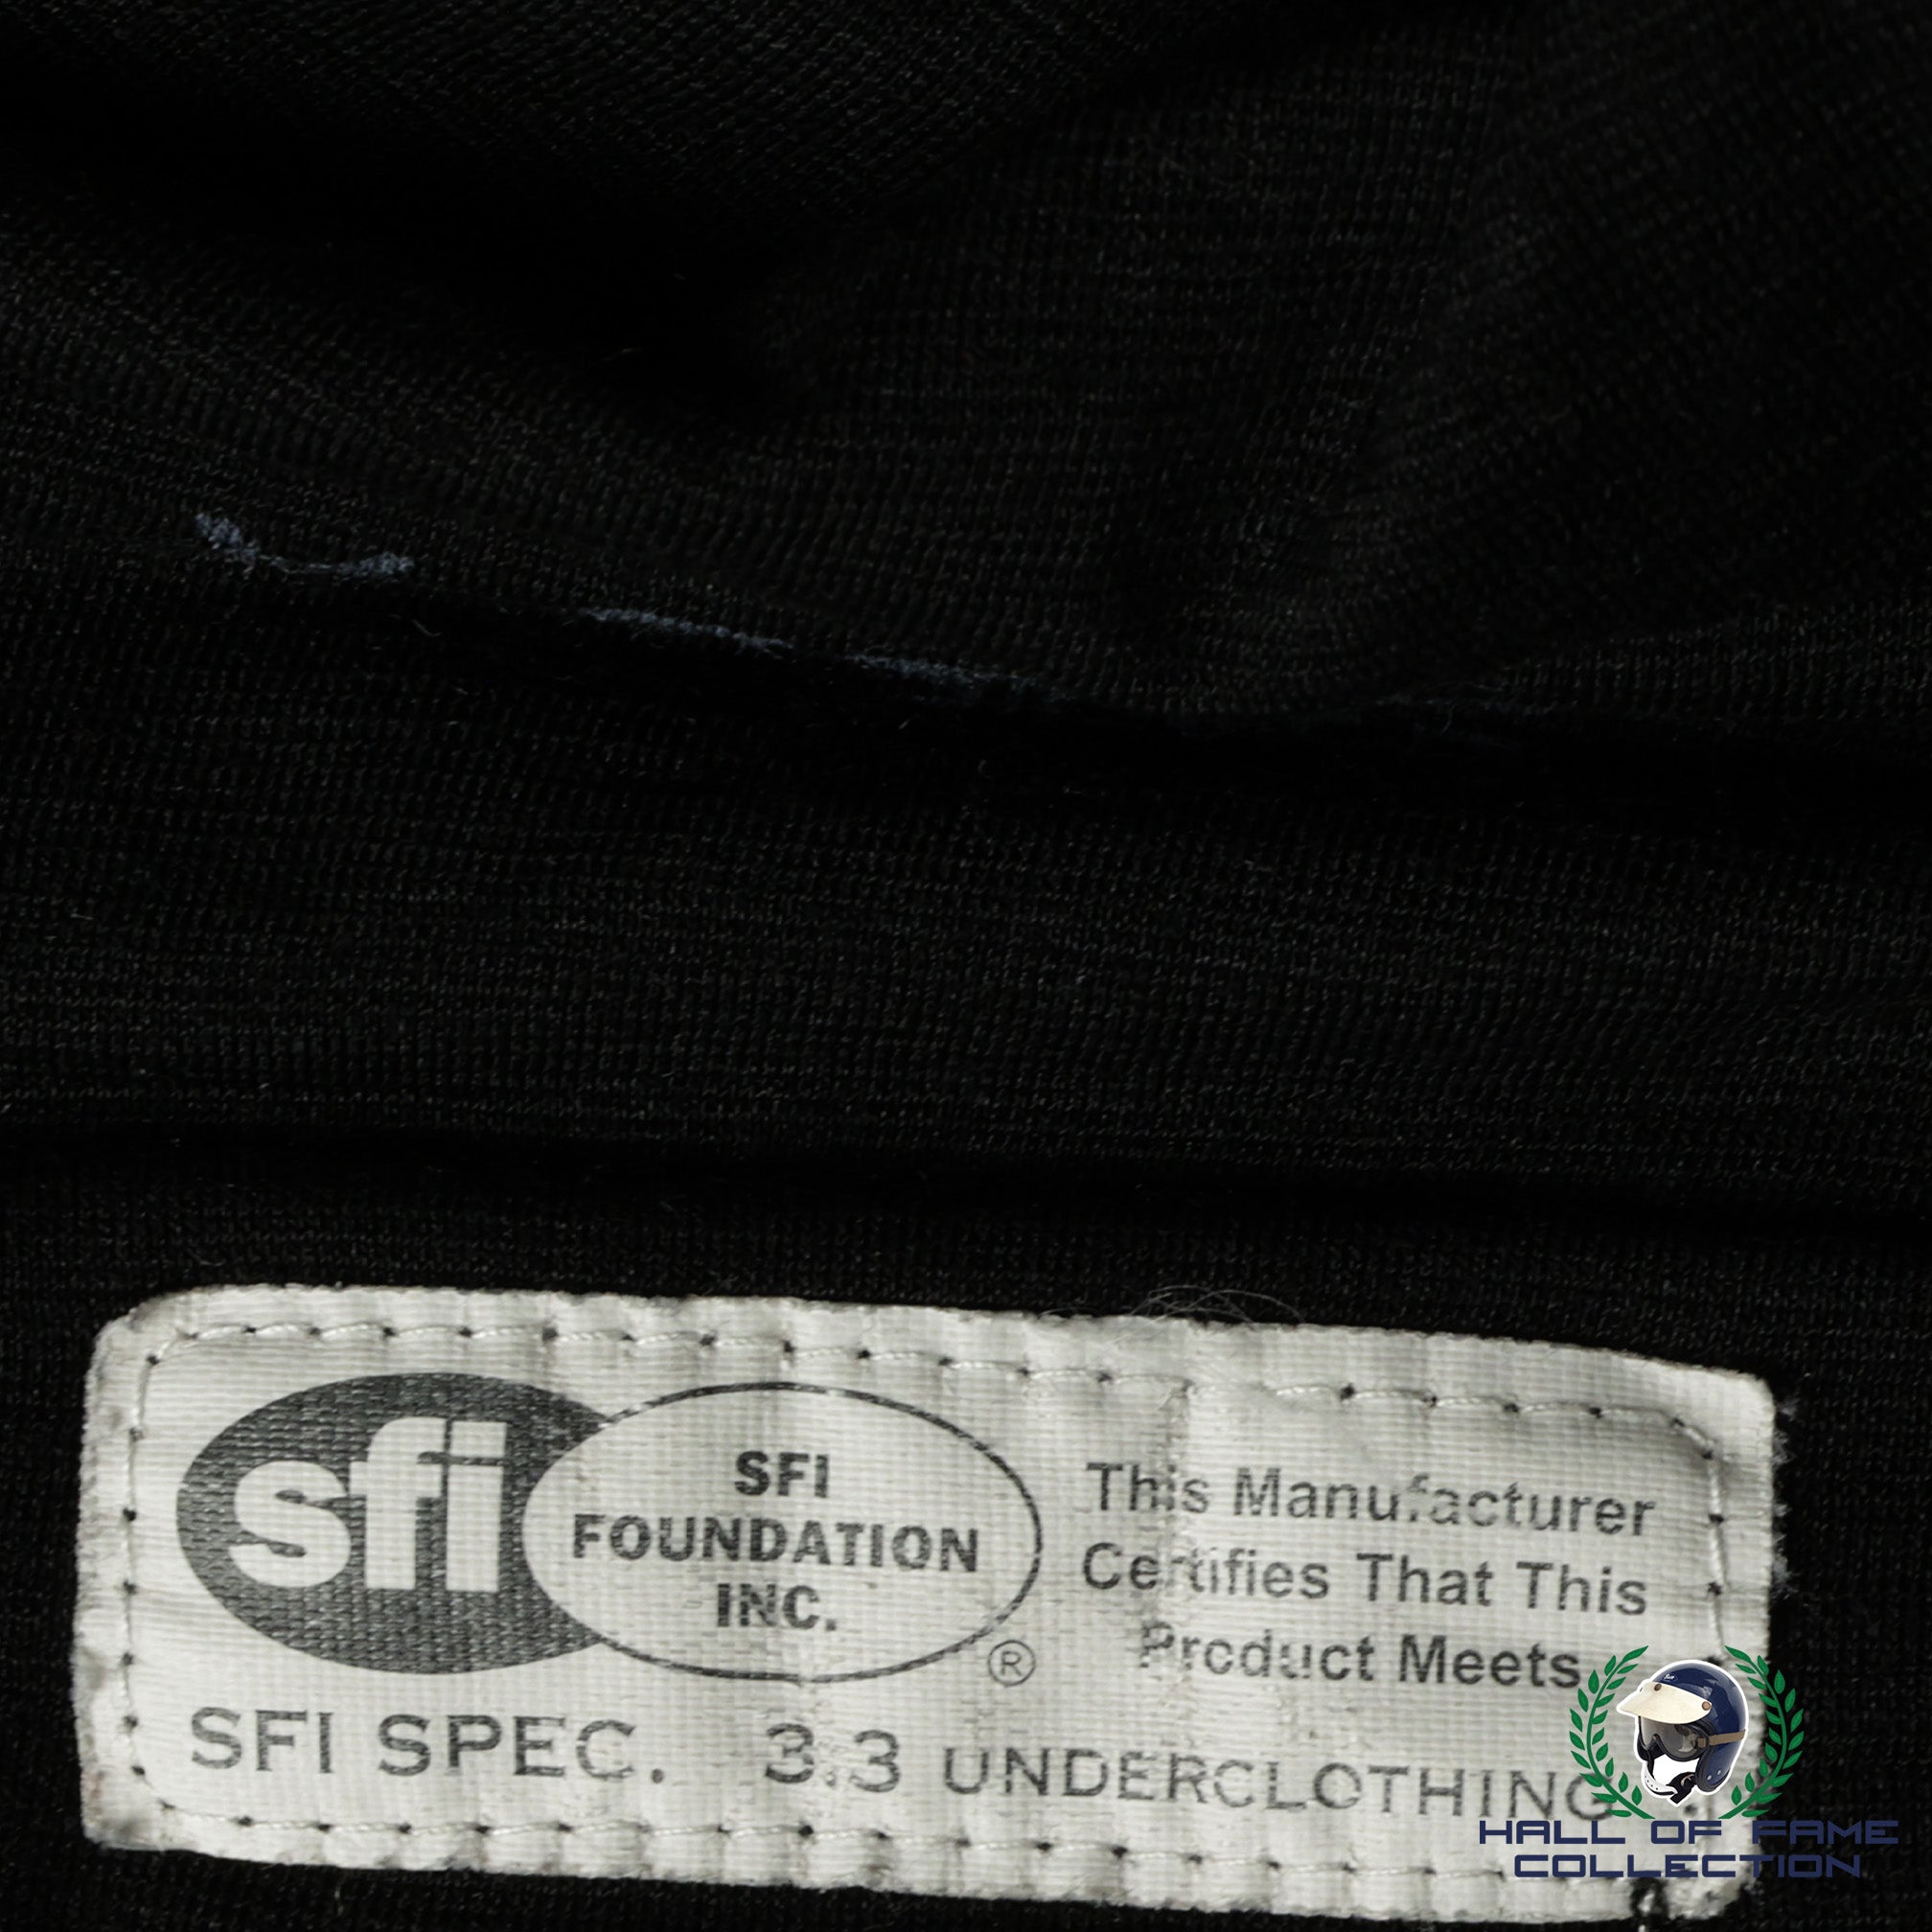 sfi
SFI
FOUNDATION
INC.
®
This Manufacturer
Certifies That This
Product Meets
SFI SPEC. 3.3 UNDERCLOTHING
HALL OF FAME
COLLECTION